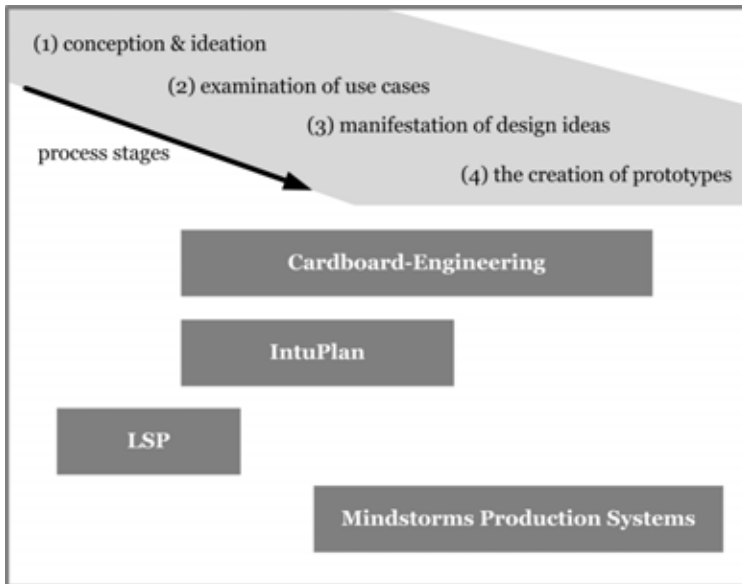 (1) conception & ideation
(2) examination of use cases
(3) manifestation of design ideas
process stages
(4) the creation of prototypes
Cardboard-Engineering
IntuPlan
LSP
Mindstorms Production Systems